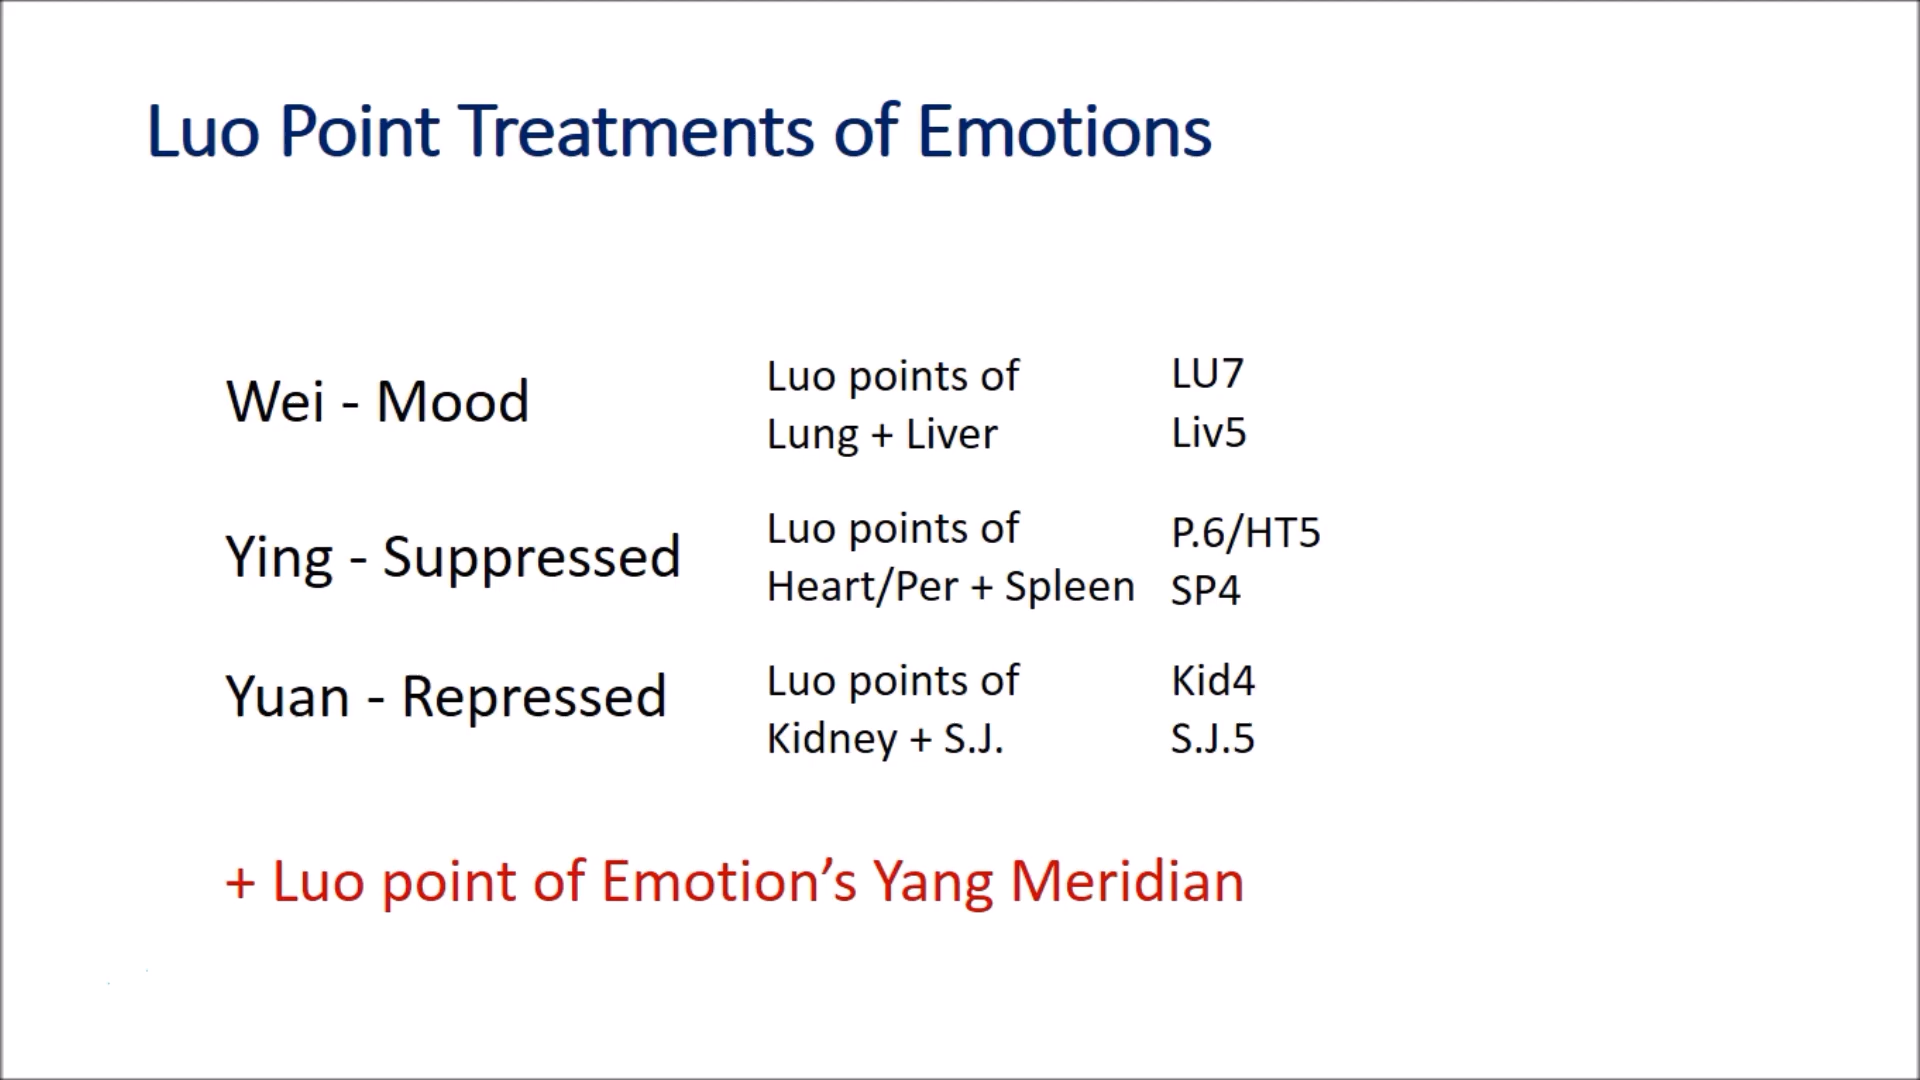 Luo Point Treatments of Emotions
Wei - Mood
Luo points of
Lung + Liver
LU7
Liv5
Ying - Suppressed
Luo points of
Heart/Per + Spleen
P.6/HT5
SP4
Yuan - Repressed
Luo points of
Kidney + S.J.
Kid4
S.J.5
+ Luo point of Emotion’s Yang Meridian